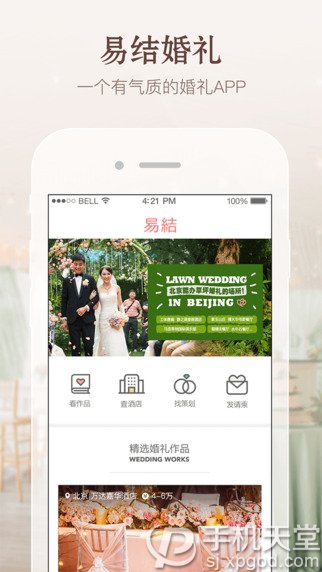 易结婚礼
一个有气质的婚礼APP
BELL 4:21 PM 100%
易結
LAWN WEDDING
北京能办草坪婚礼的场所!
IN BEIJING
看作品 查酒店 找策划 发请柬
精选婚礼作品
WEDDING WORKS
北京 万达嘉华酒店 ¥ 4-6万
手机天堂
sj.xpgod.com